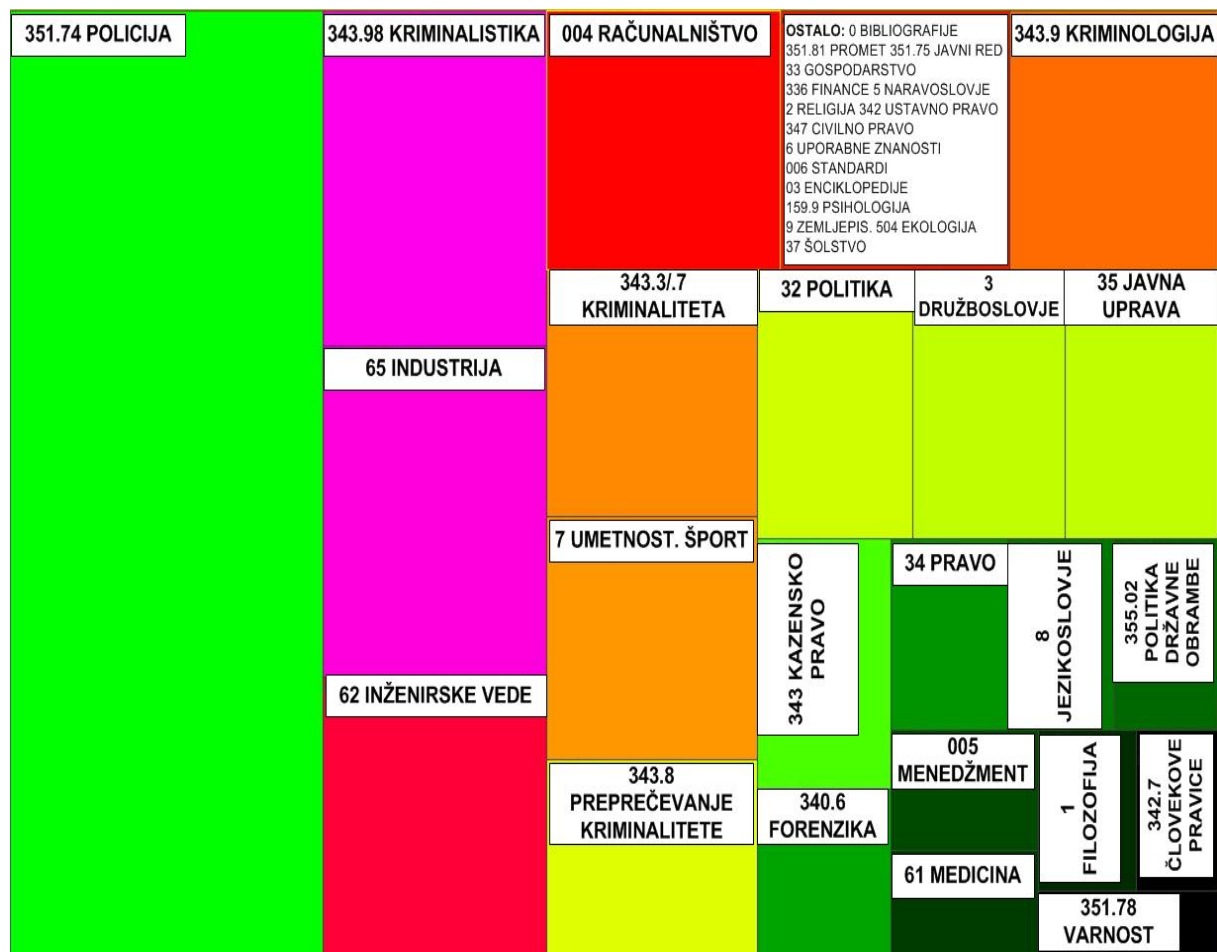 351.74 POLICIJA
343.98 KRIMINALISTIKA
004 RAČUNALNIŠTVO
OSTALO: 0 BIBLIOGRAFIJE
351.81 PROMET 351.75 JAVNI RED
33 GOSPODARSTVO
336 FINANCE 5 NARAVOSLOVJE
2 RELIGIJA 342 USTAVNO PRAVO
347 CIVILNO PRAVO
6 UPORABNE ZNANOSTI
006 STANDARDI
03 ENCIKLOPEDIJE
159.9 PSIHOLOGIJA
9 ZEMLJEPIS. 504 EKOLOGIJA
37 ŠOLSTVO
343.9 KRIMINOLOGIJA
343.3/.7
KRIMINALITETA
32 POLITIKA
3
DRUŽBOSLOVJE
35 JAVNA
UPRAVA
65 INDUSTRIJA
7 UMETNOST. ŠPORT
343 KAZENSKO
PRAVO
34 PRAVO
8
JEZIKOSLOVJE
355.02
POLITIKA
DRŽAVNE
OBRAMBE
62 INŽENIRSKE VEDE
343.8
PREPREČEVANJE
KRIMINALITETE
340.6
FORENZIKA
005
MENEDŽMENT
1
FILOZOFIJA
342.7
ČLOVEKOVE
PRAVICE
61 MEDICINA
351.78
VARNOST